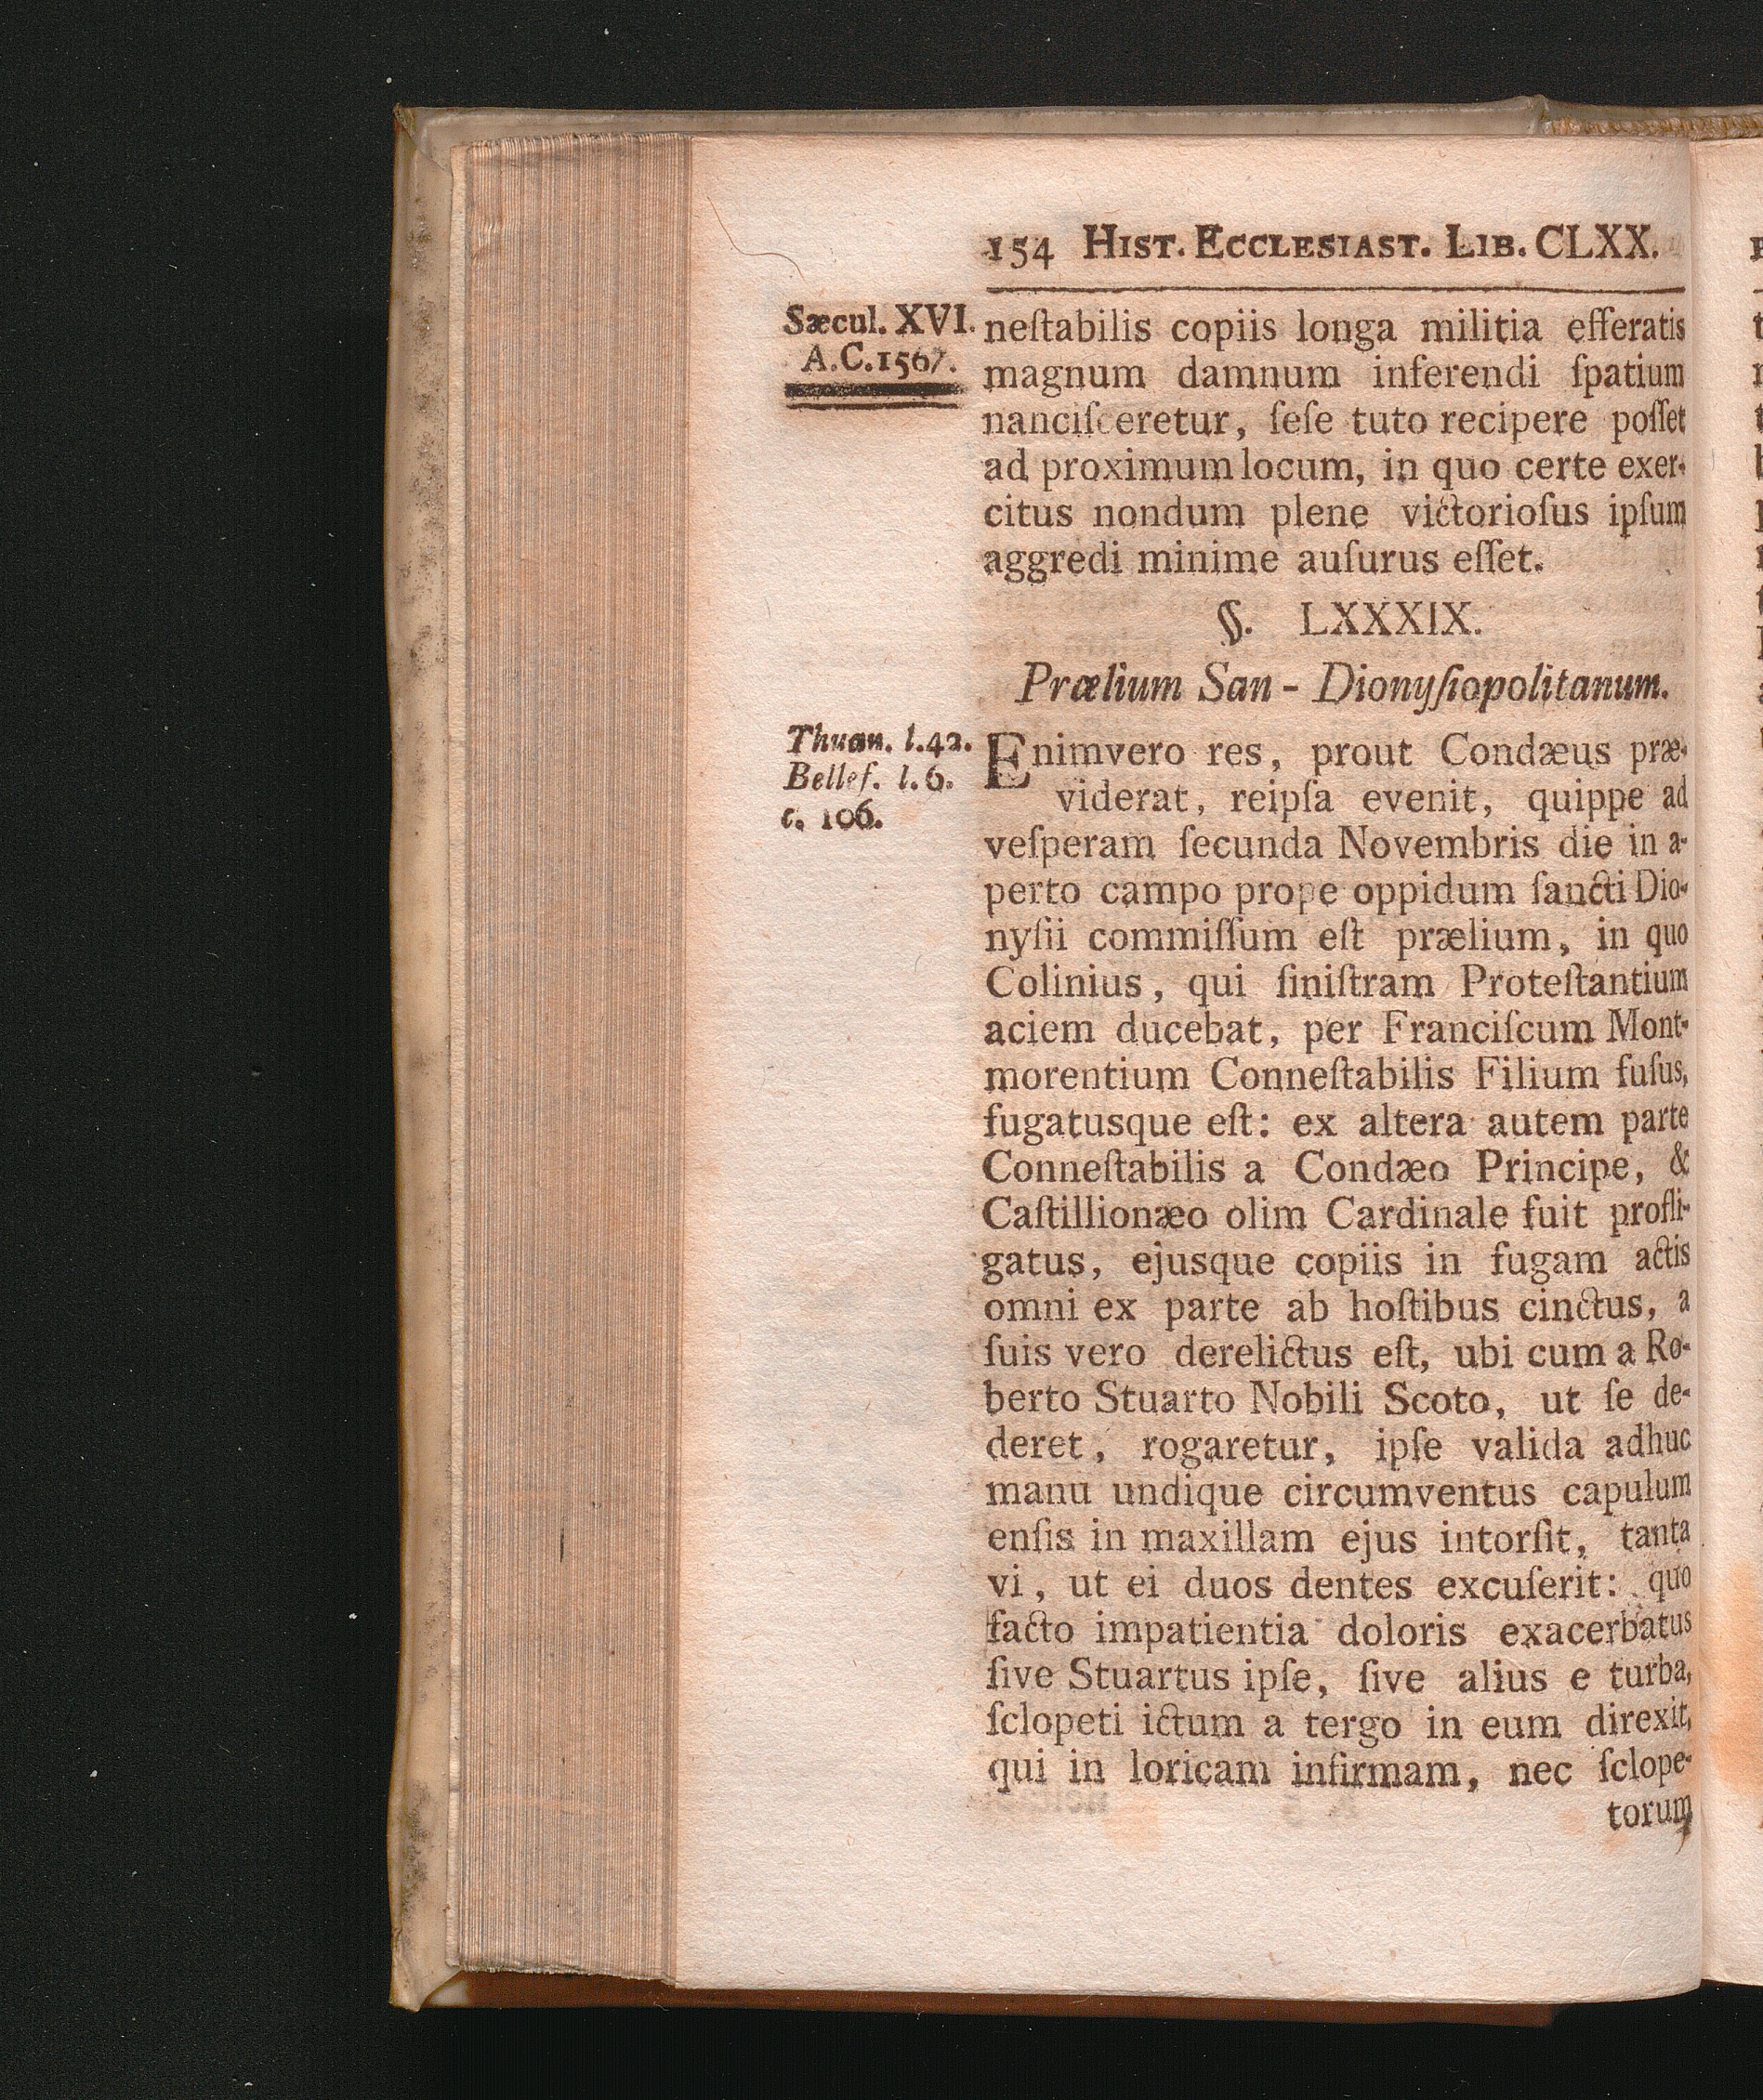 154 Hist. Ecclesiast. Lib. CLXX.
Sæcul. XVI.
A.C. 1567.
neſtabilis copiis longa militia efferatis
magnum damnum inferendi ſpatium
nanciſceretur, ſeſe tuto recipere poſſet
ad proximum locum, in quo certe exer-
citus nondum plene victorioſus ipſum
aggredi minime auſurus eſſet.
§. LXXXIX.
Prælium San - Dionyſiopolitanum.
Thuan. l. 42.
Bellef. l. 6.
c. 106.
Enimvero res, prout Condæus præ-
viderat, reipſa evenit, quippe ad
veſperam ſecunda Novembris die in a-
perto campo prope oppidum ſancti Dio-
nyſii commiſſum eſt prælium, in quo
Colinius, qui ſiniſtram Proteſtantium
aciem ducebat, per Franciſcum Mont-
morentium Conneſtabilis Filium fuſus,
fugatusque eſt: ex altera autem parte
Conneſtabilis a Condæo Principe, &
Caſtillionæo olim Cardinale fuit profli-
gatus, ejusque copiis in fugam actis
omni ex parte ab hoſtibus cinctus, a
ſuis vero derelictus eſt, ubi cum a Ro-
berto Stuarto Nobili Scoto, ut ſe de-
deret, rogaretur, ipſe valida adhuc
manu undique circumventus capulum
enſis in maxillam ejus intorſit, tanta
vi, ut ei duos dentes excuſerit: quo
facto impatientia doloris exacerbatus
ſive Stuartus ipſe, ſive alius e turba,
ſclopeti ictum a tergo in eum direxit,
qui in loricam infirmam, nec ſclope-
torum